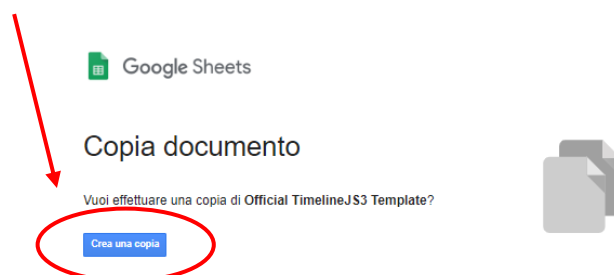 Google Sheets
Copia documento
Vuoi effettuare una copia di Official TimelineJS3 Template?
Crea una copia